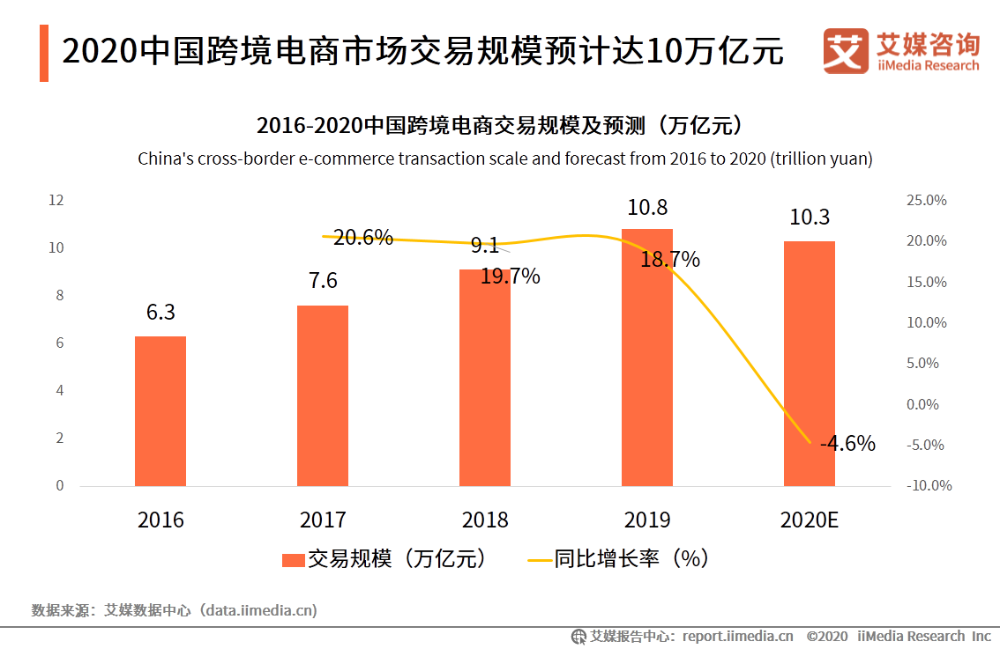 2020中国跨境电商市场交易规模预计达10万亿元
艾 艾媒咨询
iiMedia Research
2016-2020中国跨境电商交易规模及预测（万亿元）
China's cross-border e-commerce transaction scale and forecast from 2016 to 2020 (trillion yuan)
12
10
8
6
4
2
0
25.0%
20.0%
15.0%
10.0%
5.0%
0.0%
-5.0%
-10.0%
6.3
7.6
9.1
10.8
10.3
20.6%
19.7%
18.7%
-4.6%
2016 2017 2018 2019 2020E
交易规模（万亿元） 同比增长率（%）
数据来源：艾媒数据中心（data.iimedia.cn)
艾媒报告中心：report.iimedia.cn ©2020 iiMedia Research Inc